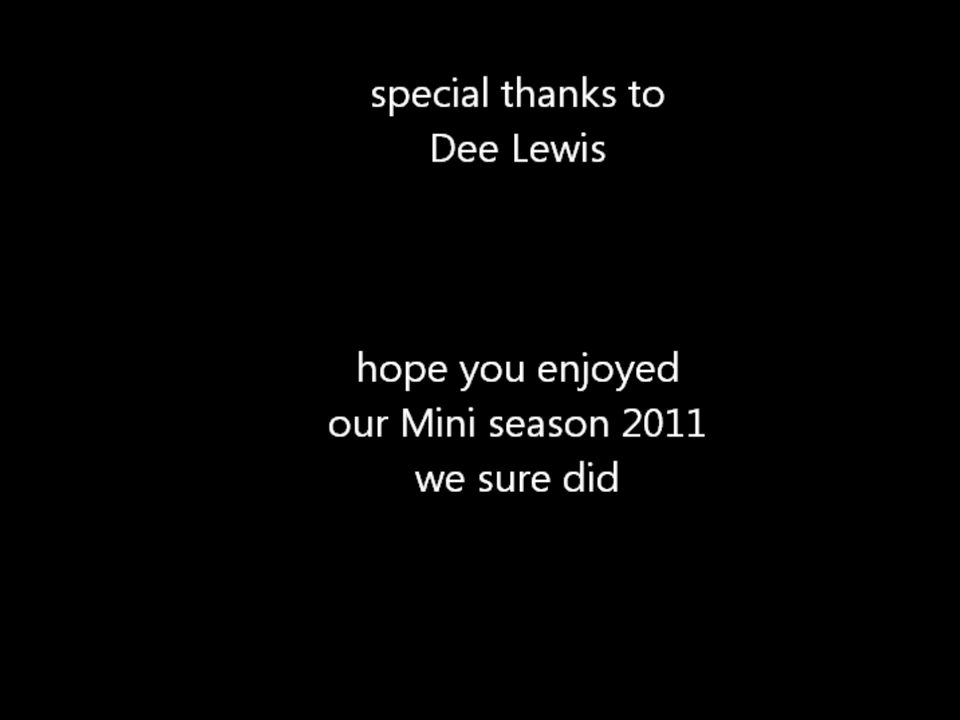 special thanks to
Dee Lewis
hope you enjoyed
our Mini season 2011
we sure did